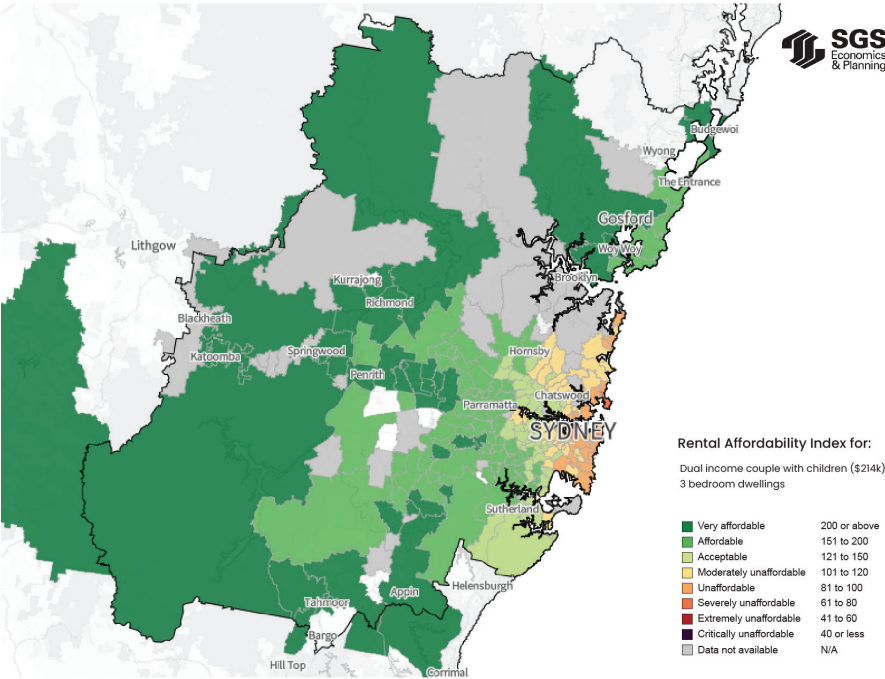 SGS
Economics
& Planning
Budgewoi
Wyong
The Entrance
Gosford
Lithgow
Woy Woy
Brooklyn
Kurrajong
Richmond
Blackheath
Hornsby
Springwood
Katoomba
Penrith
Chatswood
Parramatta
SYDNEY
Rental Affordability Index for:
Dual income couple with children ($214k)
3 bedroom dwellings
Sutherland
Very affordable 200 or above
Affordable 151 to 200
Acceptable 121 to 150
Moderately unaffordable 101 to 120
Unaffordable 81 to 100
Severely unaffordable 61 to 80
Extremely unaffordable 41 to 60
Critically unaffordable 40 or less
Data not available N/A
Helensburgh
Appin
Tahmoor
Bargo
Hill Top
Corrimal